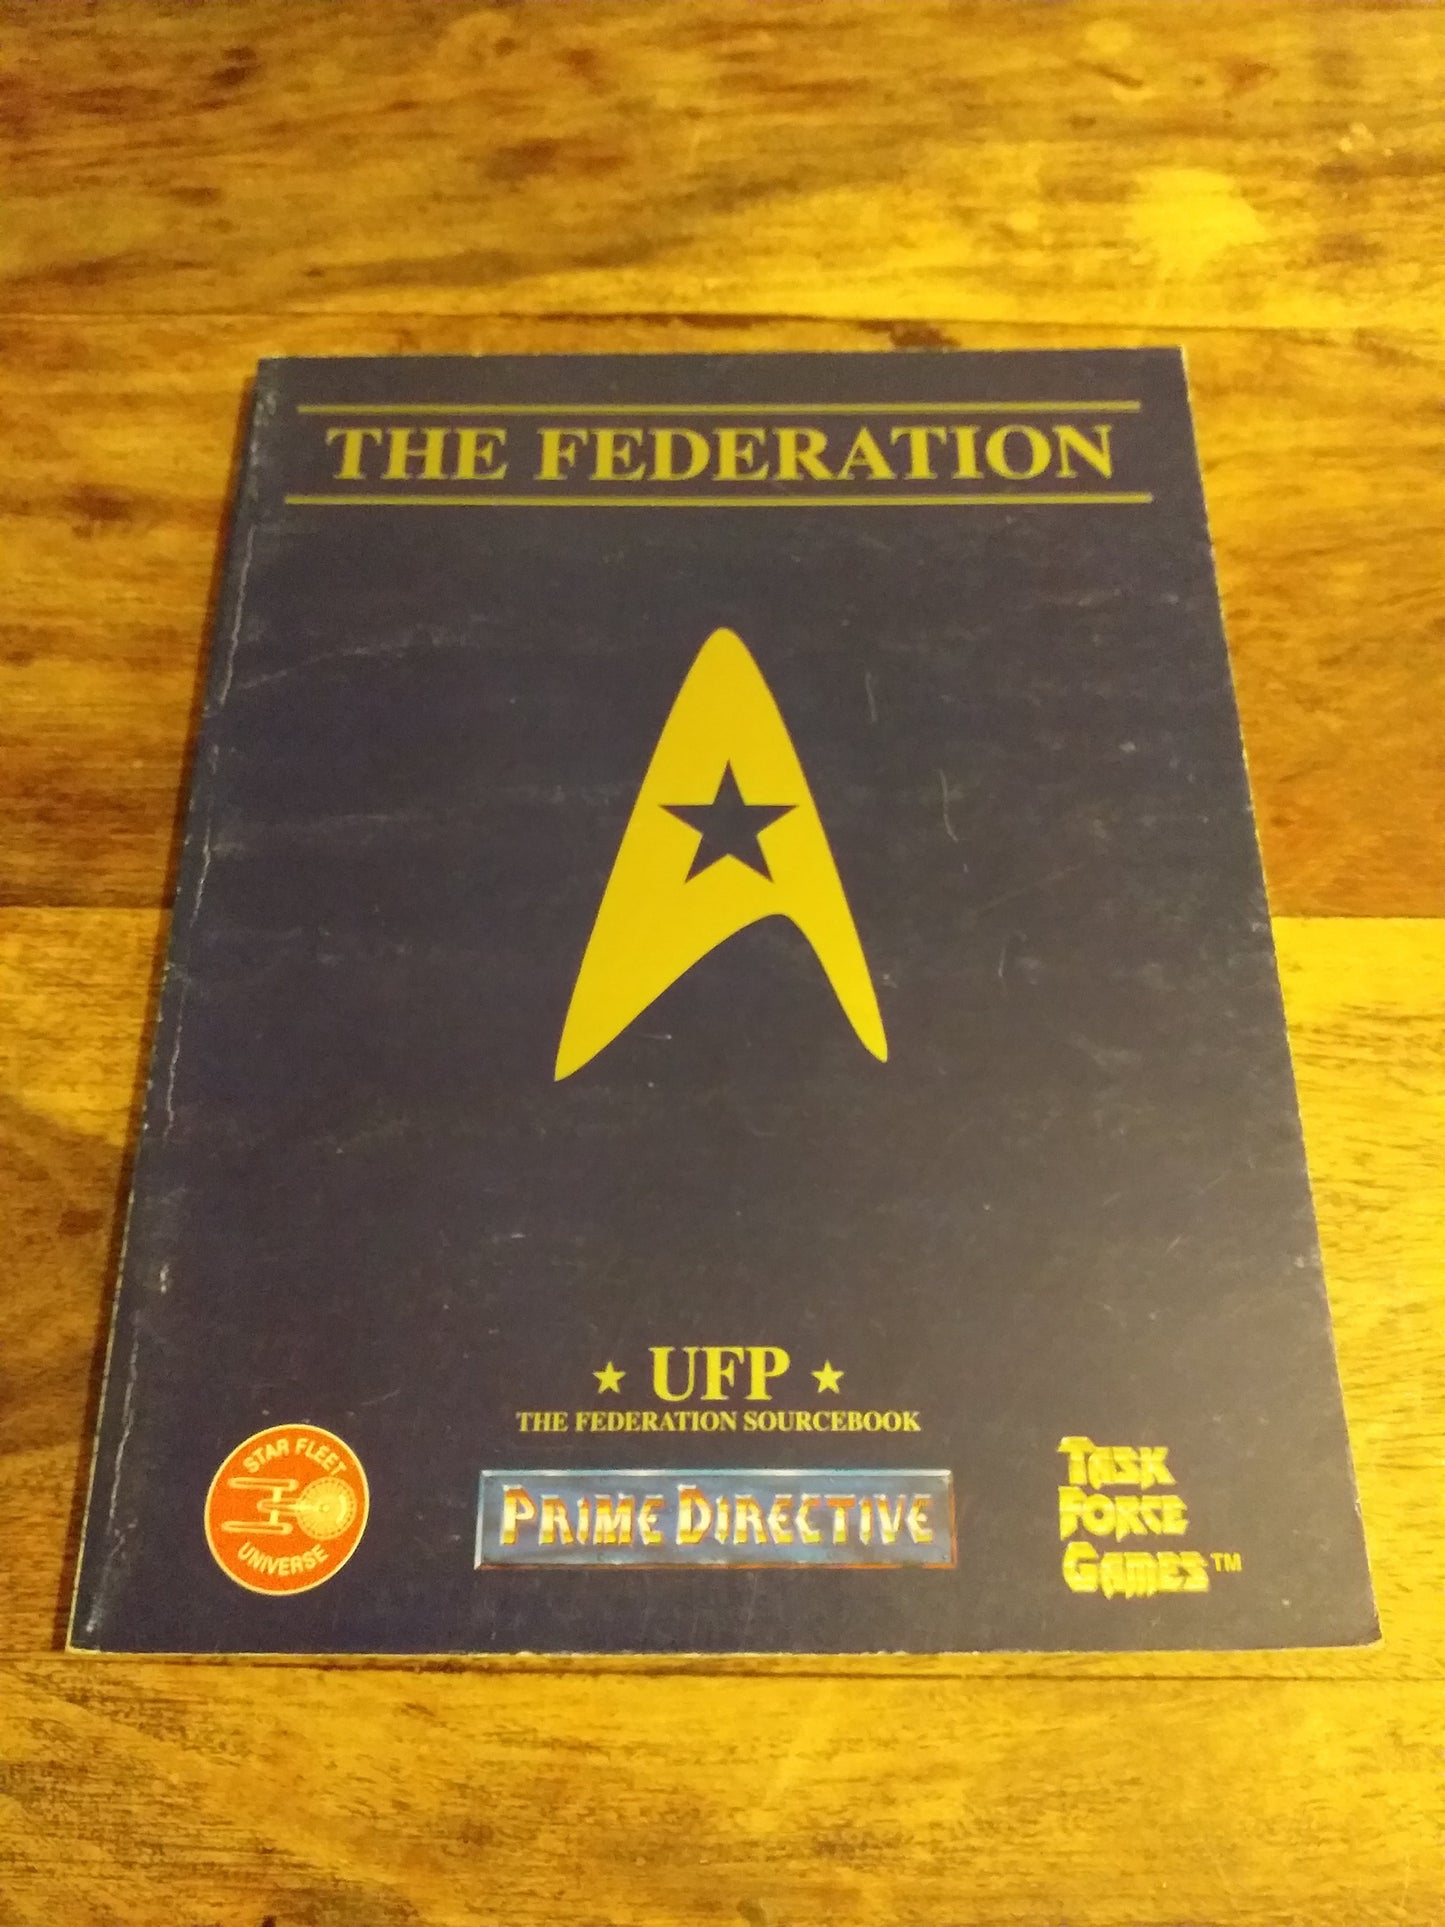 THE FEDERATION
★ UFP ★
THE FEDERATION SOURCEBOOK
STAR FLEET
UNIVERSE
PRIME DIRECTIVE
TASK
FORCE
GAMES™